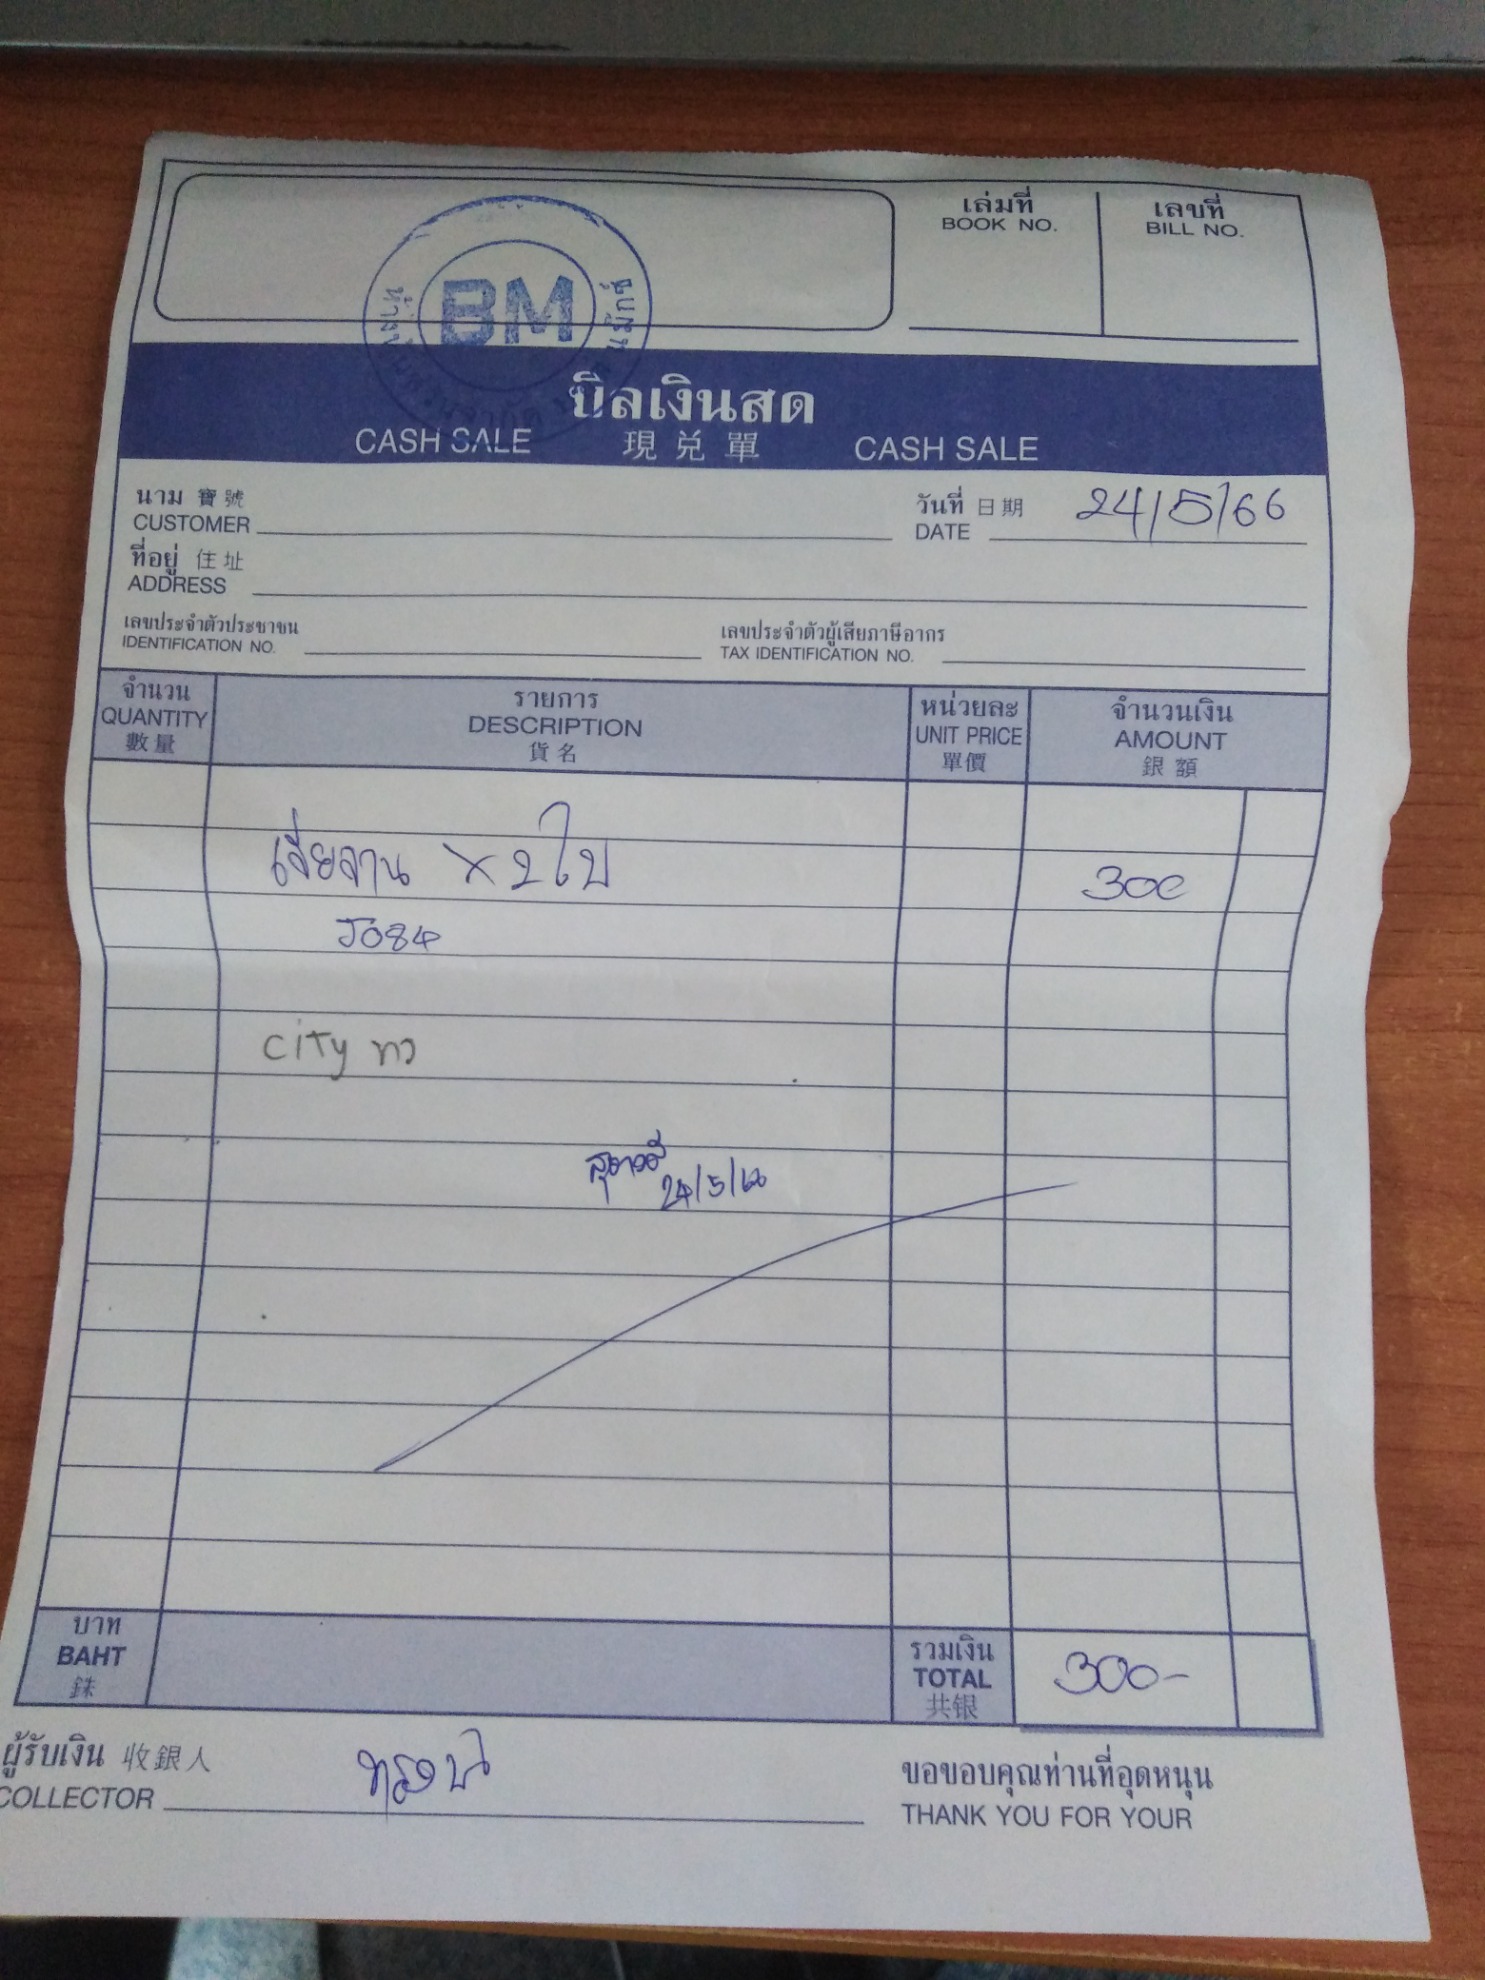 เล่มที่
BOOK NO.
เลขที่
BILL NO.
BM
บิลเงินสด
CASH SALE 現兌單 CASH SALE
นาม 寶號
CUSTOMER
วันที่ 日期 24/5/66
DATE
ที่อยู่ 住址
ADDRESS
เลขประจำตัวประชาชน
IDENTIFICATION NO.
เลขประจำตัวผู้เสียภาษีอากร
TAX IDENTIFICATION NO.
จำนวน
QUANTITY
數量
รายการ
DESCRIPTION
貨名
หน่วยละ
UNIT PRICE
單價
จำนวนเงิน
AMOUNT
銀額
เจียจาน × 2 ใบ 300
J084
city ทว
24/5/66
บาท
BAHT
銖
รวมเงิน
TOTAL
共银
300-
ผู้รับเงิน 收銀人
COLLECTOR
ขอขอบคุณท่านที่อุดหนุน
THANK YOU FOR YOUR